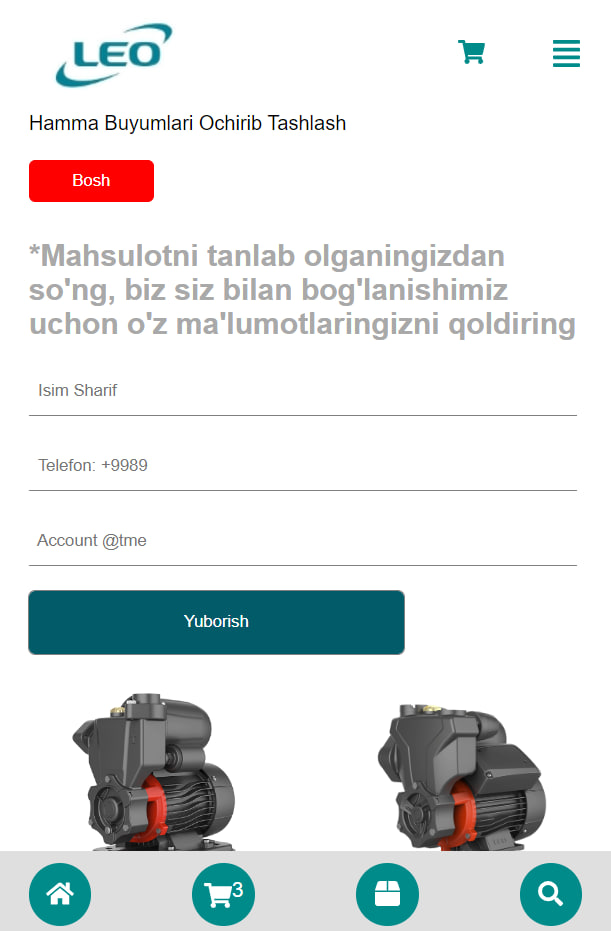 LEO
Hamma Buyumlari Ochirib Tashlash
Bosh
*Mahsulotni tanlab olganingizdan
so'ng, biz siz bilan bog'lanishimiz
uchon o'z ma'lumotlaringizni qoldiring
Isim Sharif
Telefon: +9989
Account @tme
Yuborish
LEO
3